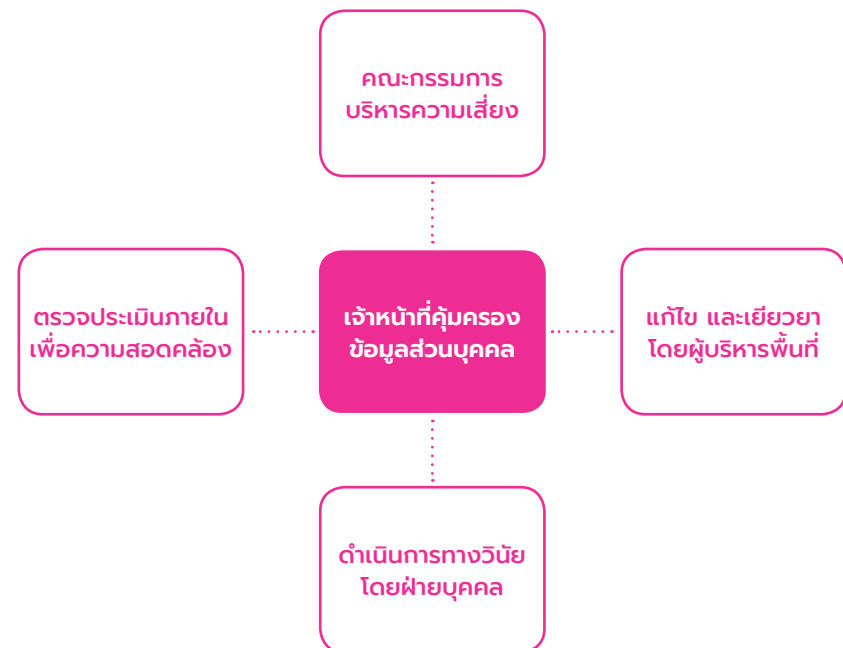 คณะกรรมการ
บริหารความเสี่ยง
ตรวจประเมินภายใน
เพื่อความสอดคล้อง
เจ้าหน้าที่คุ้มครอง
ข้อมูลส่วนบุคคล
แก้ไข และเยียวยา
โดยผู้บริหารพื้นที่
ดำเนินการทางวินัย
โดยฝ่ายบุคคล